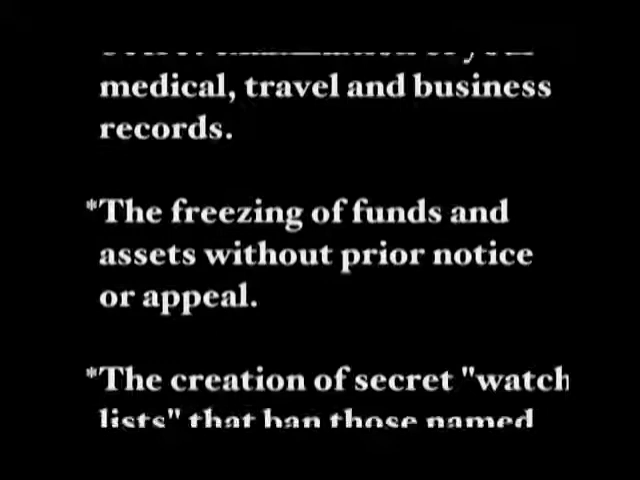 medical, travel and business
records.
*The freezing of funds and
assets without prior notice
or appeal.
*The creation of secret "watch
lists" that ban those named